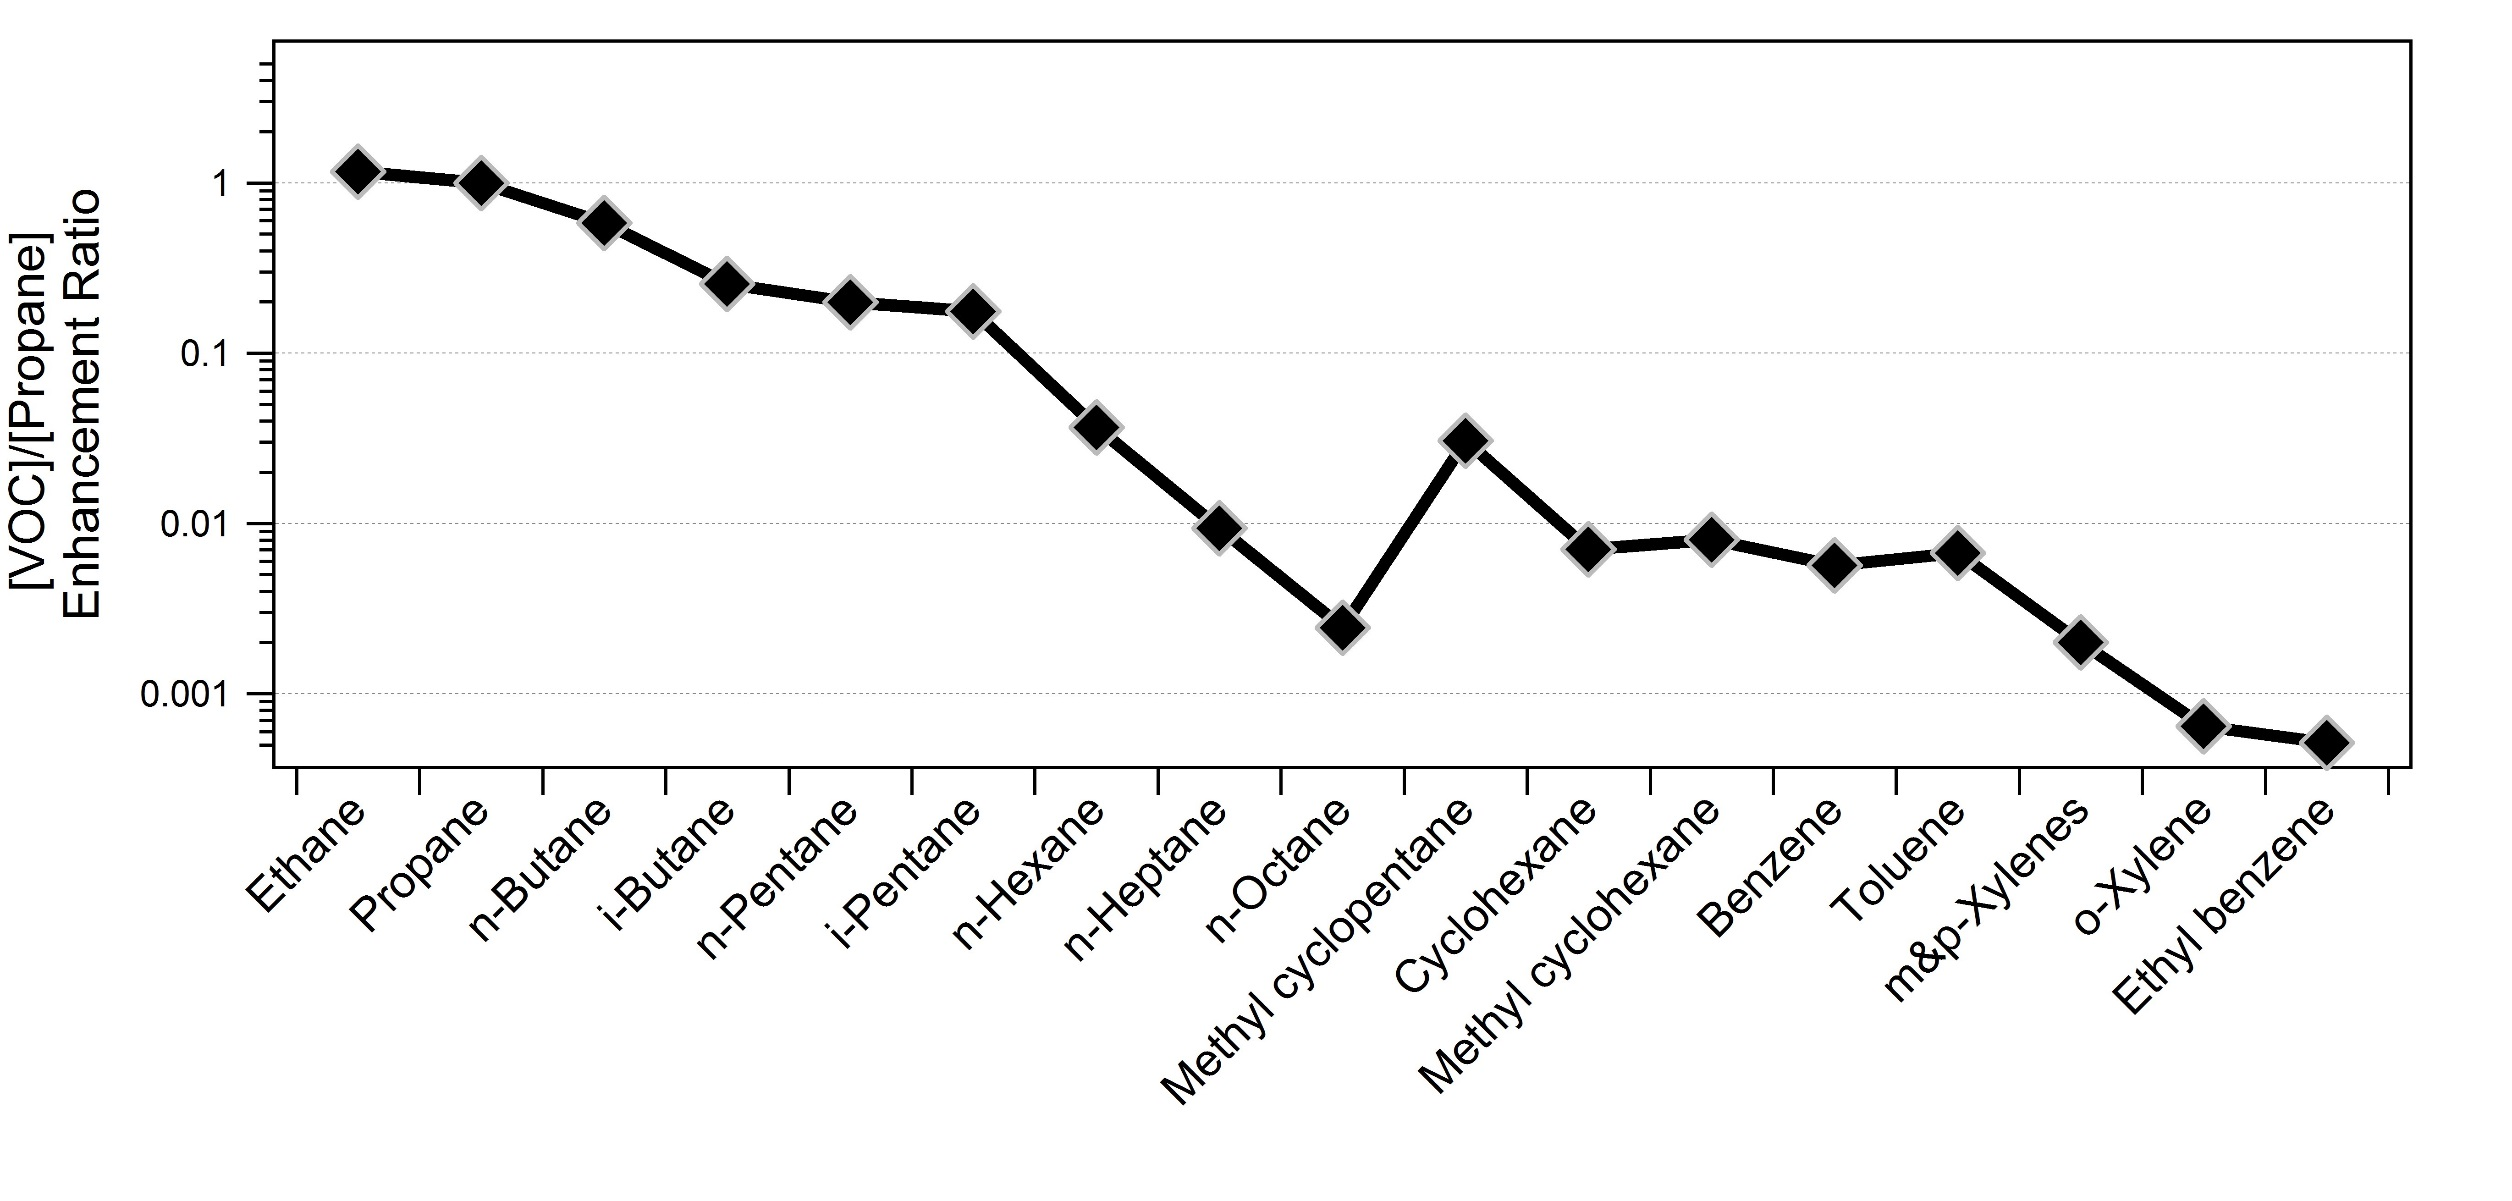 [VOC]/[Propane]
Enhancement Ratio
1
0.1
0.01
0.001
Ethane
Propane
n-Butane
i-Butane
n-Pentane
i-Pentane
n-Hexane
n-Heptane
n-Octane
Methyl cyclopentane
Cyclohexane
Methyl cyclohexane
Benzene
Toluene
m&p-Xylenes
o-Xylene
Ethyl benzene